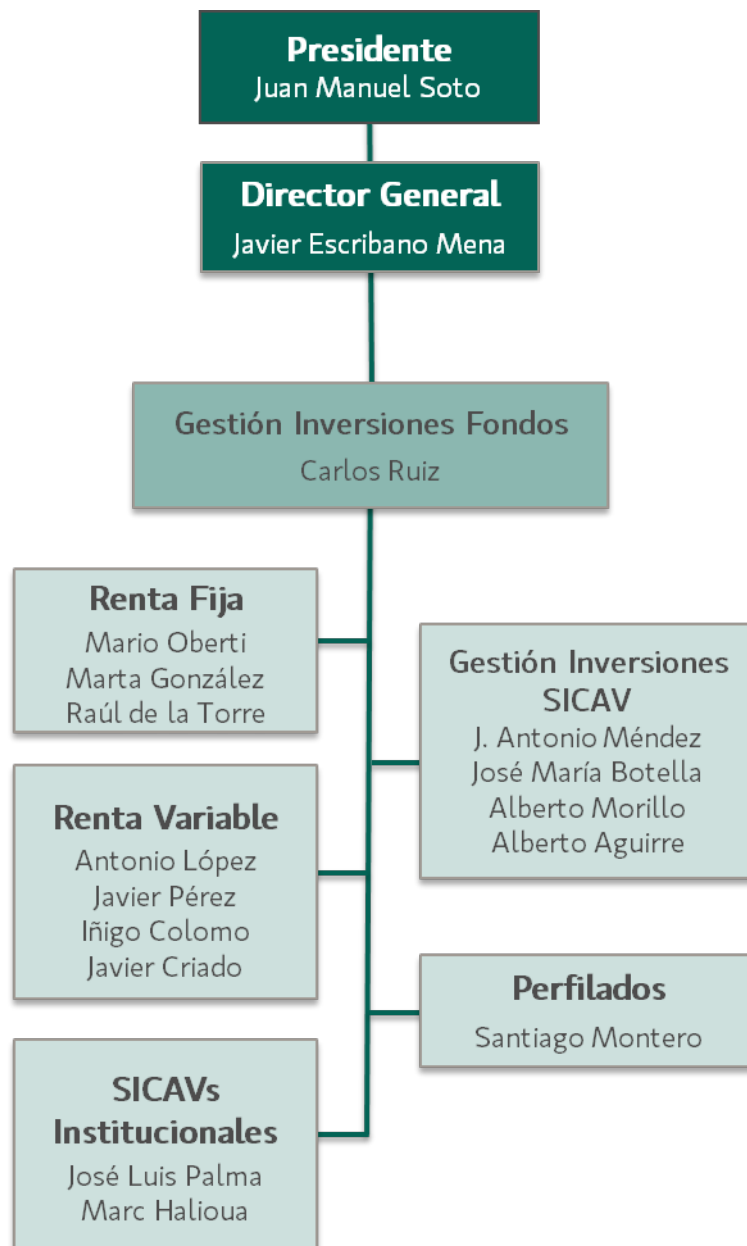 Presidente
Juan Manuel Soto
Director General
Javier Escribano Mena
Gestión Inversiones Fondos
Carlos Ruiz
Renta Fija
Mario Oberti
Marta González
Raúl de la Torre
Gestión Inversiones
SICAV
J. Antonio Méndez
José María Botella
Alberto Morillo
Alberto Aguirre
Renta Variable
Antonio López
Javier Pérez
Iñigo Colomo
Javier Criado
Perfilados
Santiago Montero
SICAVs
Institucionales
José Luis Palma
Marc Halioua